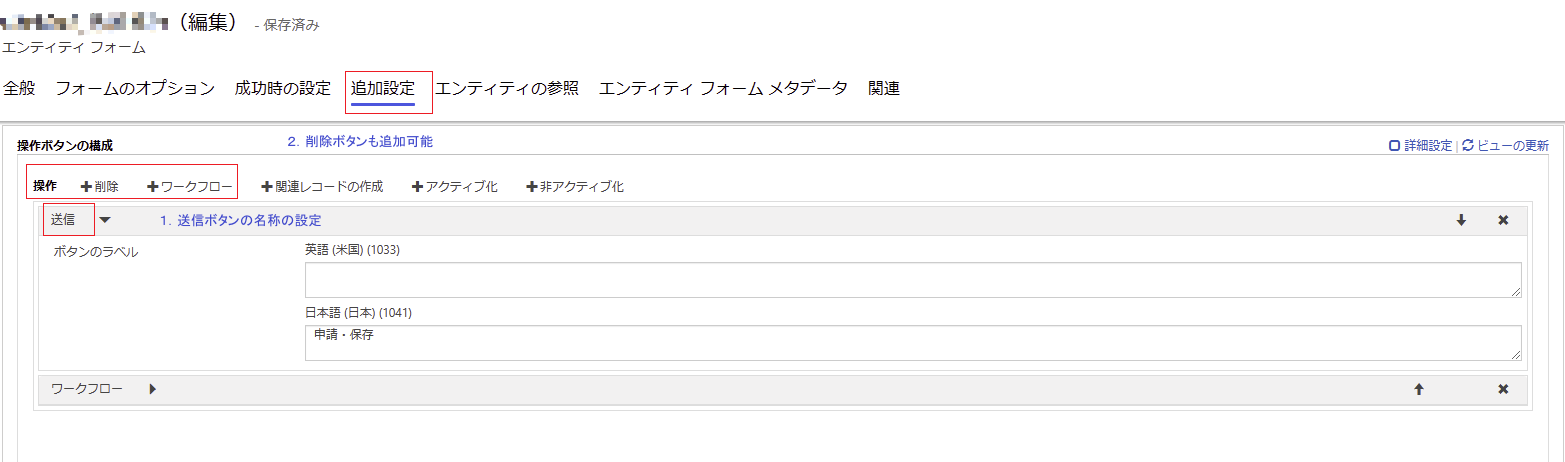 （編集） - 保存済み
エンティティ フォーム
全般 フォームのオプション 成功時の設定 追加設定 エンティティの参照 エンティティ フォーム メタデータ 関連
操作ボタンの構成 2. 削除ボタンも追加可能 詳細設定 | ビューの更新
操作 +削除 +ワークフロー +関連レコードの作成 +アクティブ化 +非アクティブ化
送信 1. 送信ボタンの名称の設定
ボタンのラベル 英語 (米国) (1033)
日本語 (日本) (1041)
申請・保存
ワークフロー